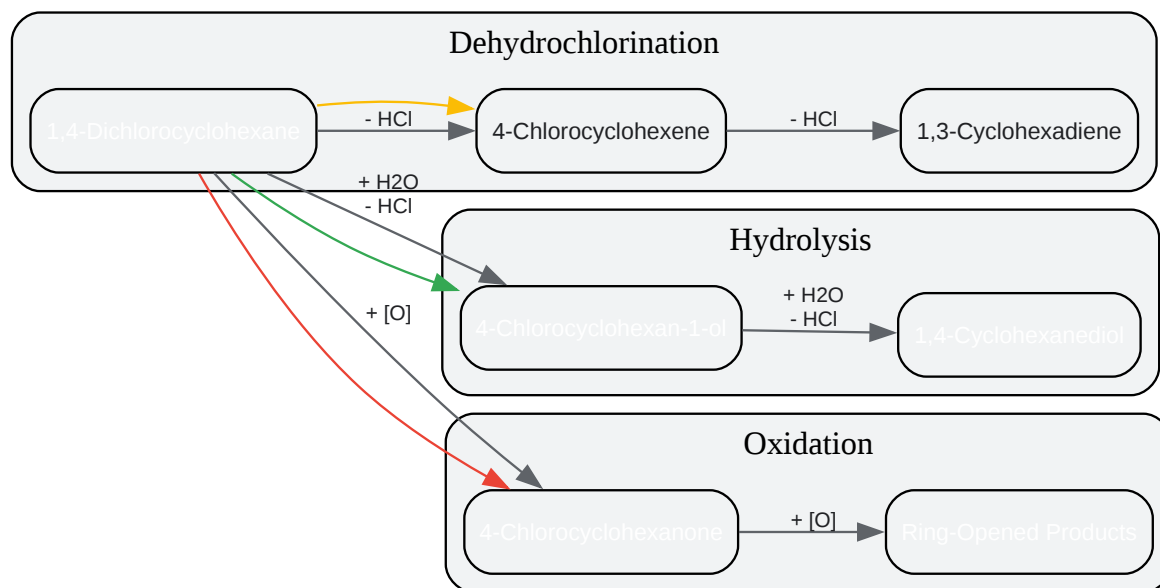 Dehydrochlorination
1,4-Dichlorocyclohexane
- HCl
4-Chlorocyclohexene
- HCl
1,3-Cyclohexadiene
+ H2O
- HCl
Hydrolysis
4-Chlorocyclohexan-1-ol
+ H2O
- HCl
1,4-Cyclohexanediol
+ [O]
Oxidation
4-Chlorocyclohexanone
+ [O]
Ring-Opened Products